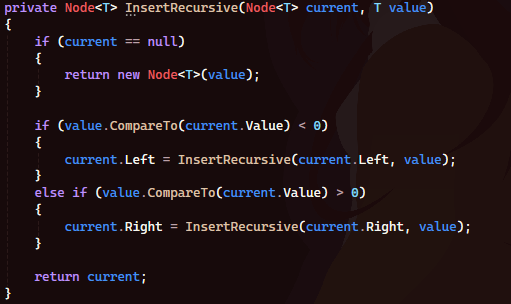 private Node<T> InsertRecursive(Node<T> current, T value)
{
    if (current == null)
    {
        return new Node<T>(value);
    }

    if (value.CompareTo(current.Value) < 0)
    {
        current.Left = InsertRecursive(current.Left, value);
    }
    else if (value.CompareTo(current.Value) > 0)
    {
        current.Right = InsertRecursive(current.Right, value);
    }

    return current;
}